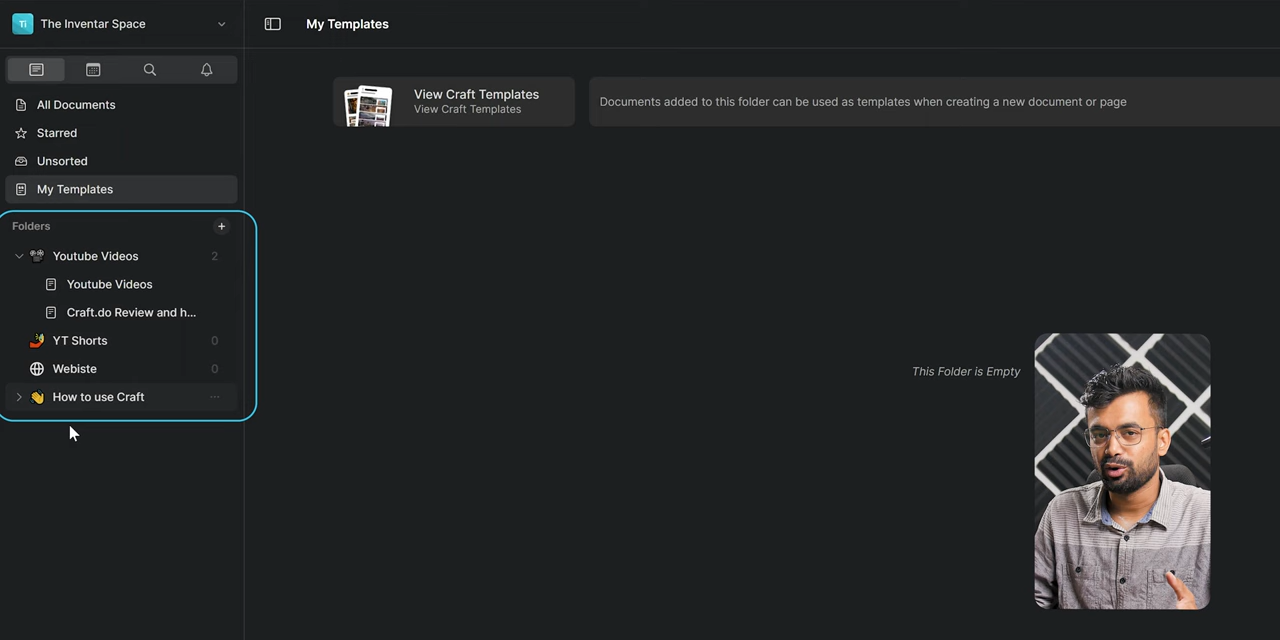 Ti The Inventar Space
My Templates
All Documents
Starred
Unsorted
My Templates
Folders
Youtube Videos 2
Youtube Videos
Craft.do Review and h...
YT Shorts 0
Webiste 0
How to use Craft
View Craft Templates
View Craft Templates
Documents added to this folder can be used as templates when creating a new document or page
This Folder is Empty